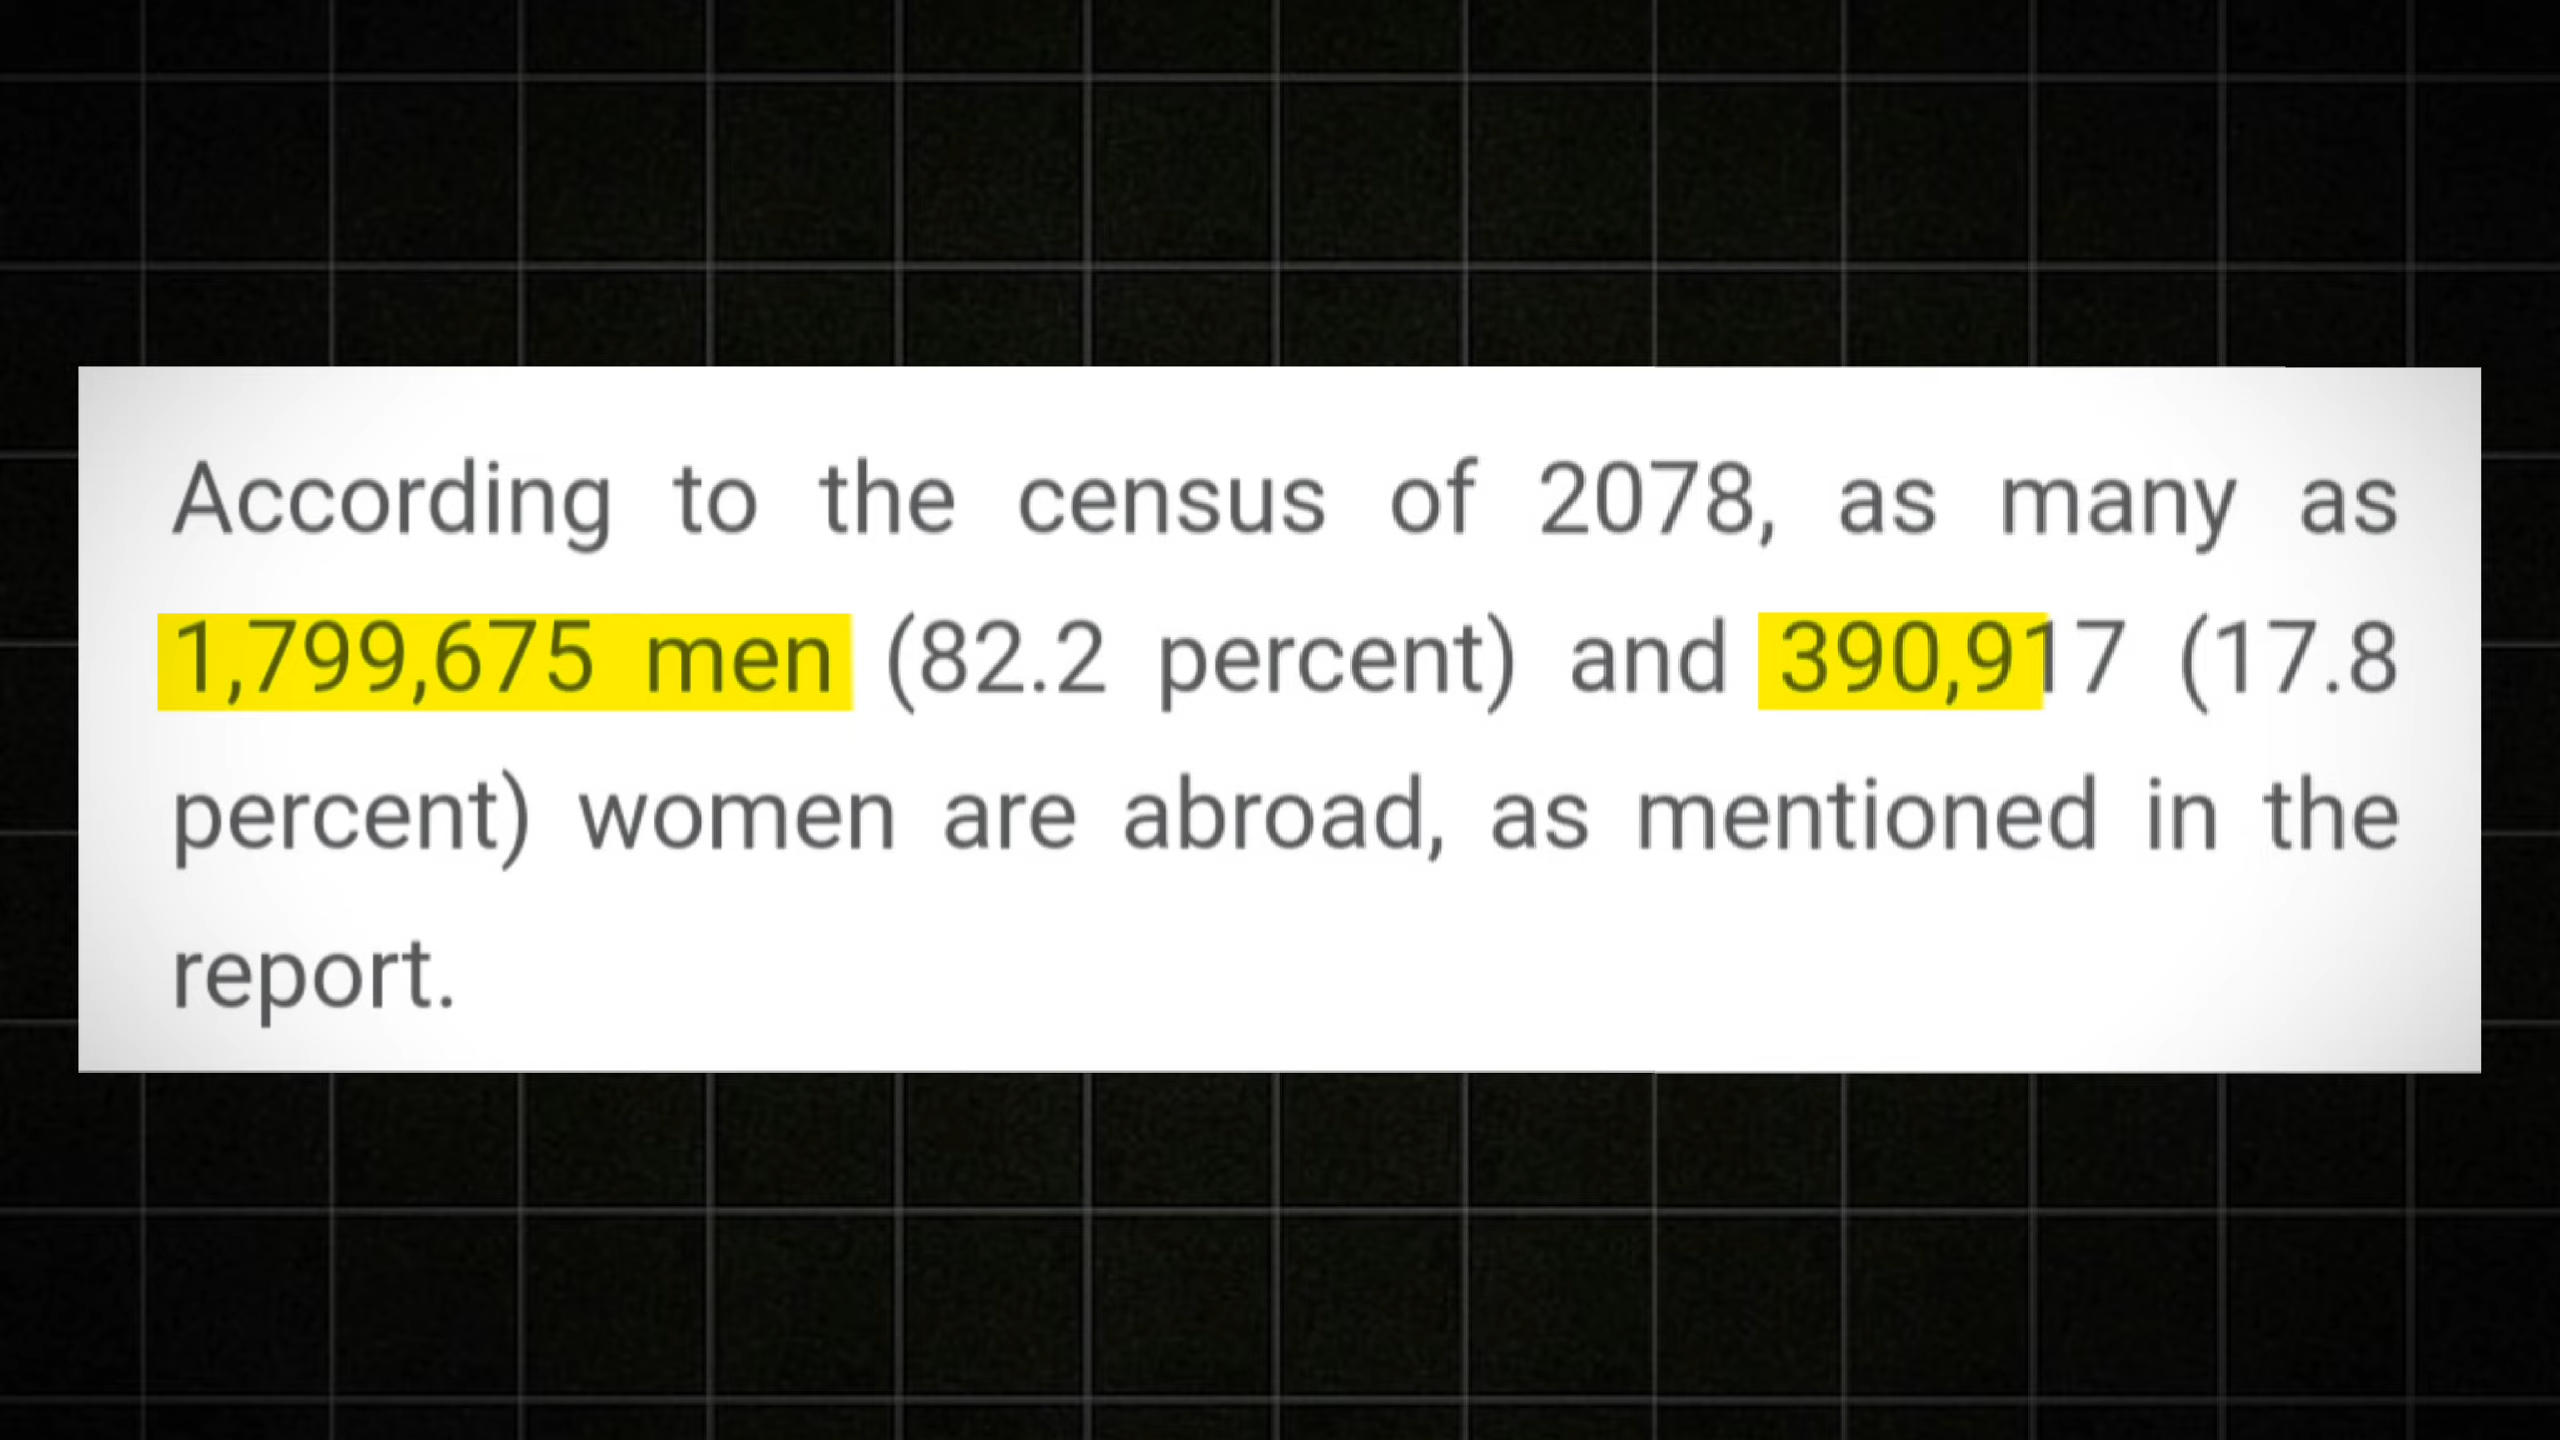 According to the census of 2078, as many as
1,799,675 men (82.2 percent) and 390,917 (17.8
percent) women are abroad, as mentioned in the
report.